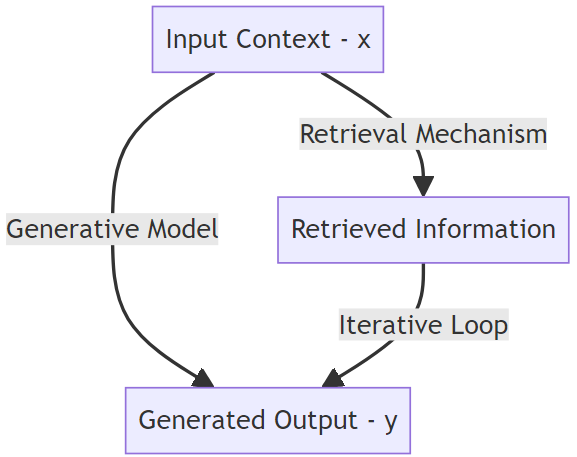 Input Context - x
Retrieval Mechanism
Generative Model
Retrieved Information
Iterative Loop
Generated Output - y